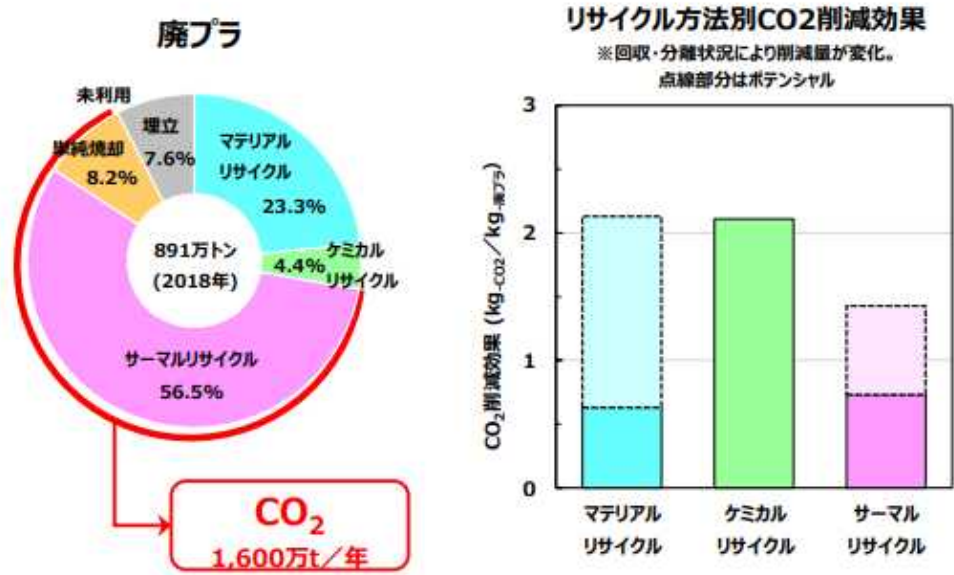 廃プラ
未利用
埋立
7.6%
単純焼却
8.2%
マテリアル
リサイクル
23.3%
ケミカル
4.4%
リサイクル
891万トン
(2018年)
サーマルリサイクル
56.5%
CO2
1,600万t／年
リサイクル方法別CO2削減効果
※回収・分離状況により削減量が変化。
点線部分はポテンシャル
CO2削減効果 (kg-CO2／kg-廃プラ)
3
2
1
0
マテリアル
リサイクル
ケミカル
リサイクル
サーマル
リサイクル